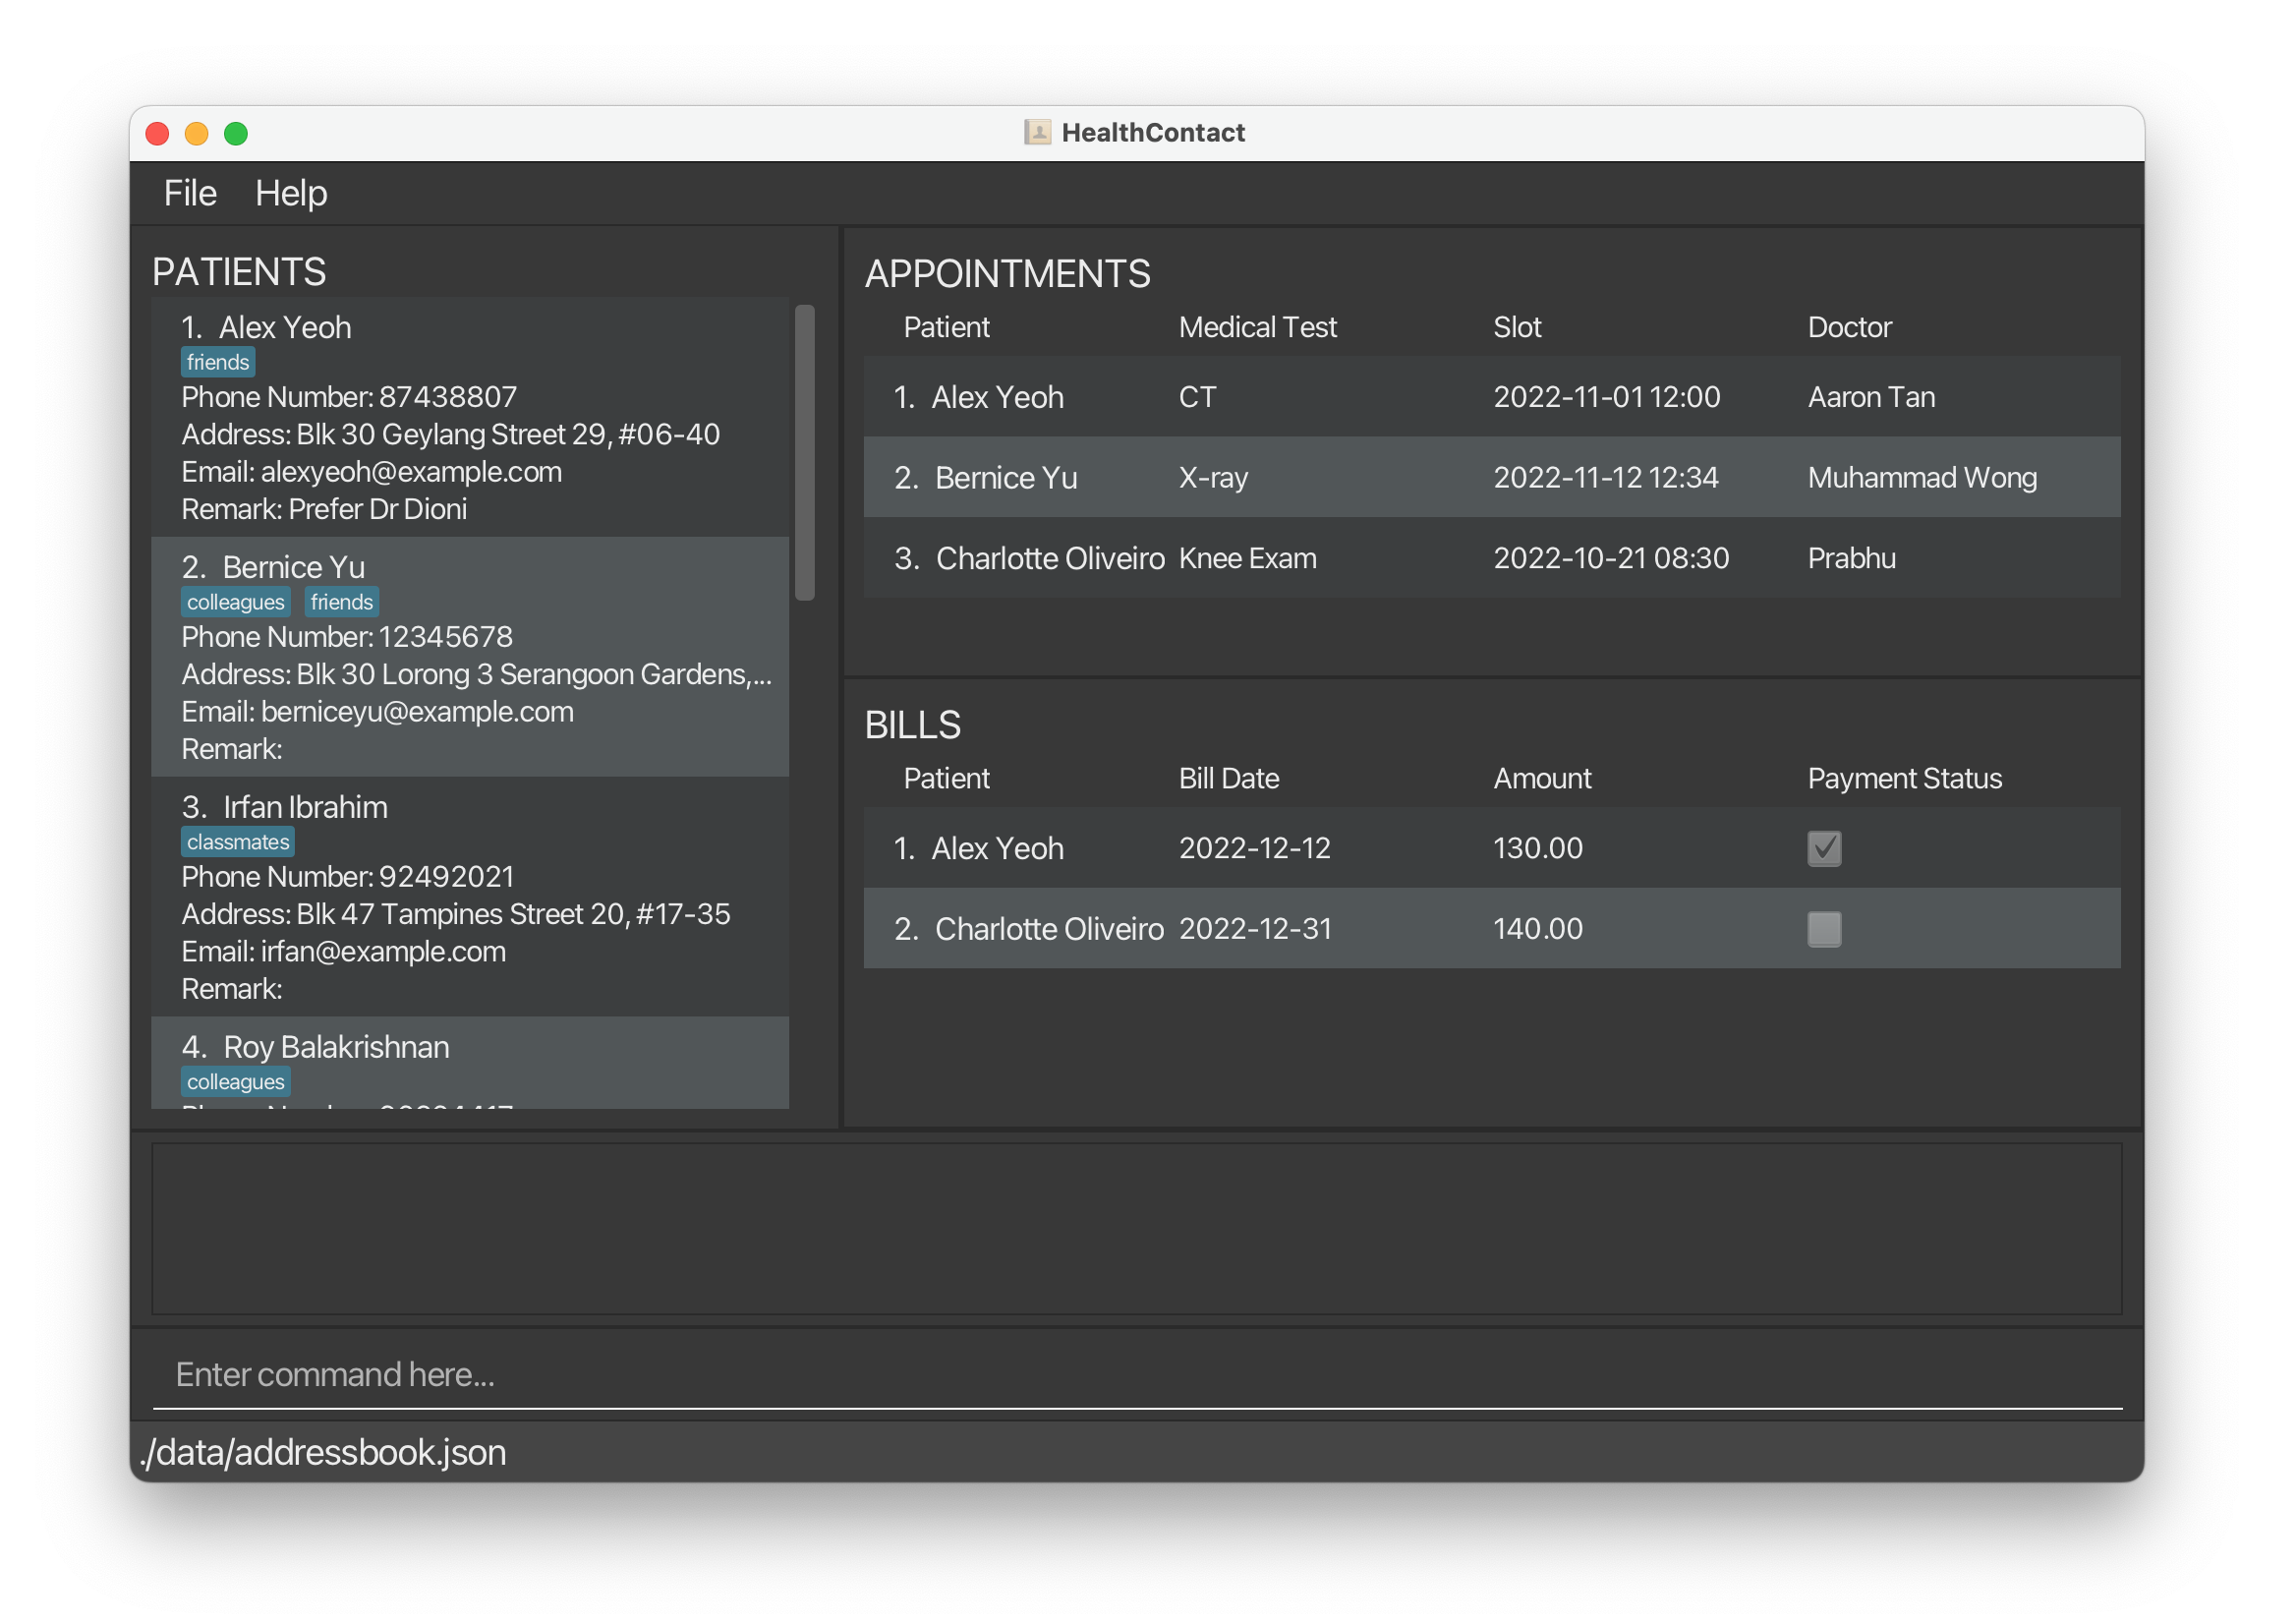 HealthContact
File Help
PATIENTS
1. Alex Yeoh
friends
Phone Number: 87438807
Address: Blk 30 Geylang Street 29, #06-40
Email: alexyeoh@example.com
Remark: Prefer Dr Dioni
2. Bernice Yu
colleagues friends
Phone Number: 12345678
Address: Blk 30 Lorong 3 Serangoon Gardens,...
Email: berniceyu@example.com
Remark:
3. Irfan Ibrahim
classmates
Phone Number: 92492021
Address: Blk 47 Tampines Street 20, #17-35
Email: irfan@example.com
Remark:
4. Roy Balakrishnan
colleagues
APPOINTMENTS
Patient Medical Test Slot Doctor
1. Alex Yeoh CT 2022-11-01 12:00 Aaron Tan
2. Bernice Yu X-ray 2022-11-12 12:34 Muhammad Wong
3. Charlotte Oliveiro Knee Exam 2022-10-21 08:30 Prabhu
BILLS
Patient Bill Date Amount Payment Status
1. Alex Yeoh 2022-12-12 130.00
2. Charlotte Oliveiro 2022-12-31 140.00
Enter command here...
./data/addressbook.json